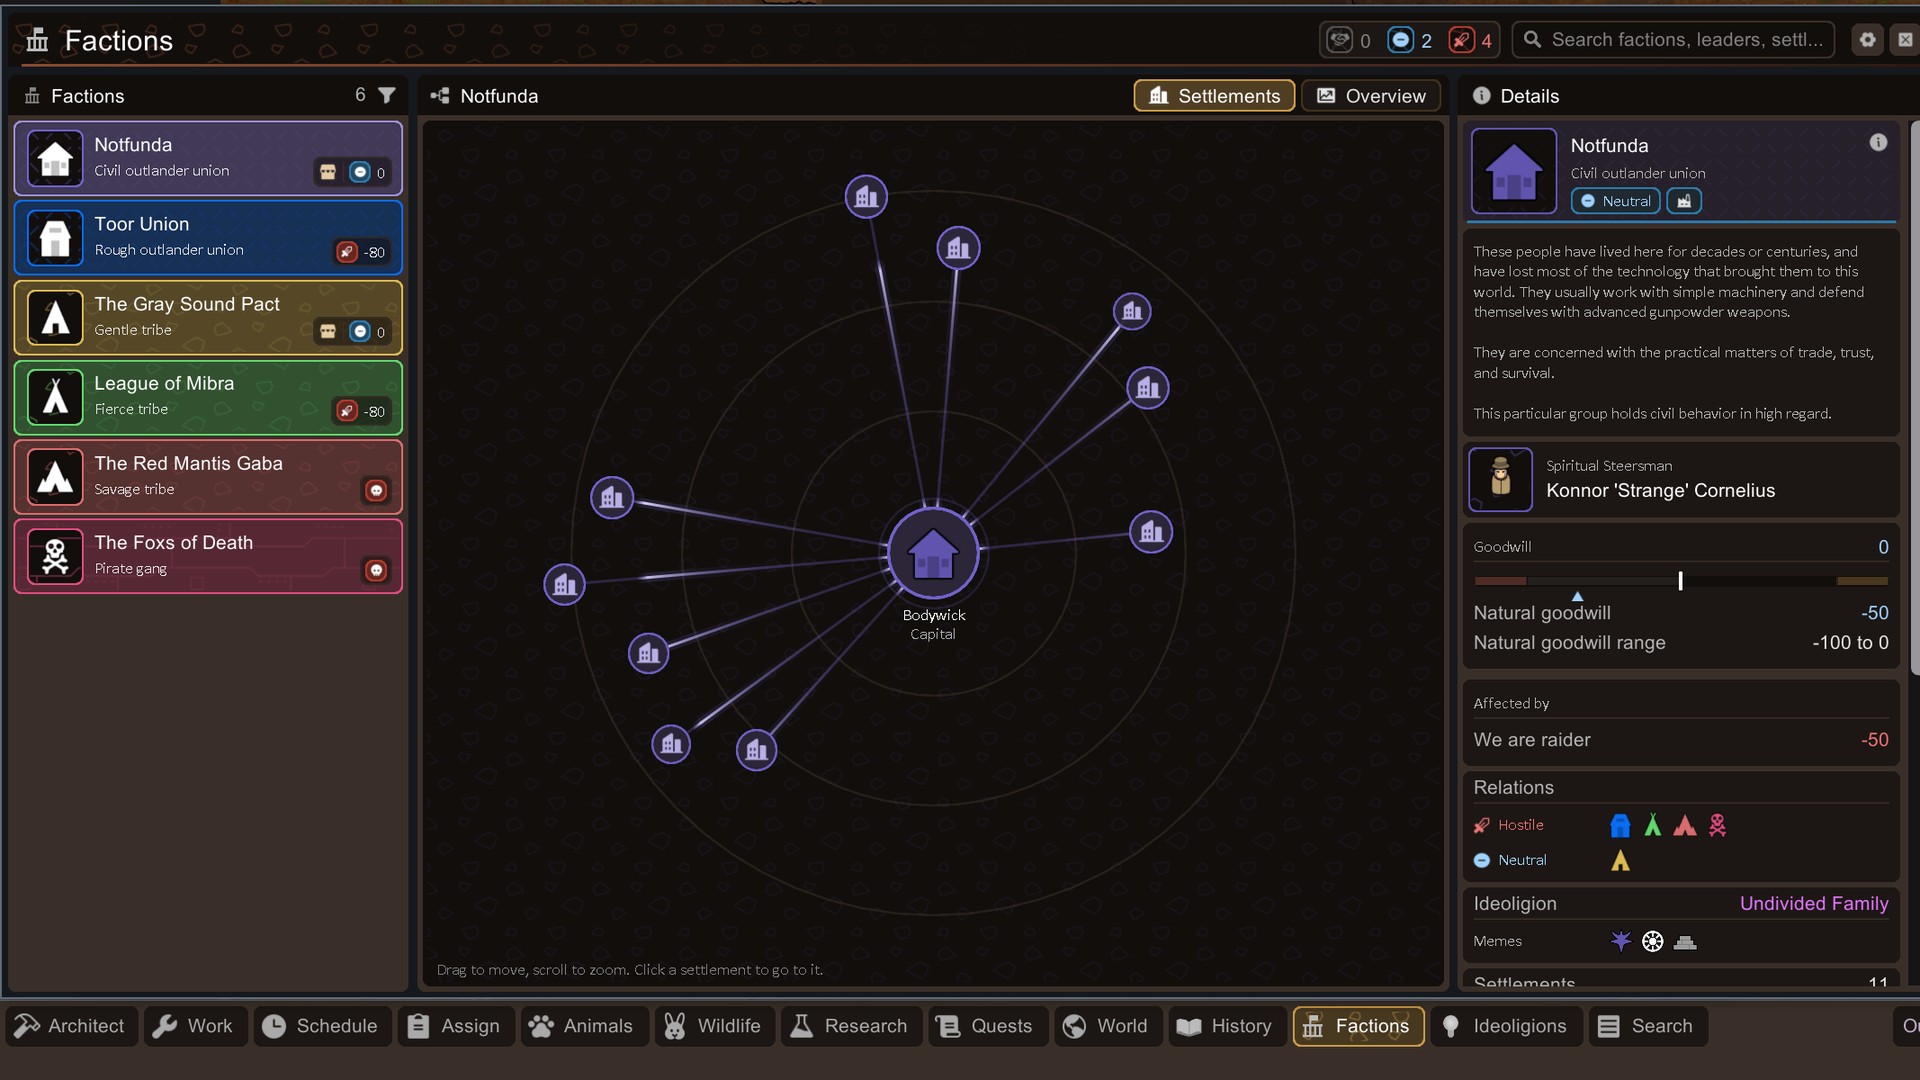 Factions
0
2
4
Search factions, leaders, settl...
Factions
6
Notfunda
Settlements
Overview
Details
Notfunda
Civil outlander union
0
Toor Union
Rough outlander union
-80
The Gray Sound Pact
Gentle tribe
0
League of Mibra
Fierce tribe
-80
The Red Mantis Gaba
Savage tribe
The Foxs of Death
Pirate gang
Bodywick
Capital
Drag to move, scroll to zoom. Click a settlement to go to it.
Notfunda
Civil outlander union
Neutral
These people have lived here for decades or centuries, and
have lost most of the technology that brought them to this
world. They usually work with simple machinery and defend
themselves with advanced gunpowder weapons.
They are concerned with the practical matters of trade, trust,
and survival.
This particular group holds civil behavior in high regard.
Spiritual Steersman
Konnor 'Strange' Cornelius
Goodwill
0
Natural goodwill
-50
Natural goodwill range
-100 to 0
Affected by
We are raider
-50
Relations
Hostile
Neutral
Ideoligion
Undivided Family
Memes
Settlements
11
Architect
Work
Schedule
Assign
Animals
Wildlife
Research
Quests
World
History
Factions
Ideoligions
Search